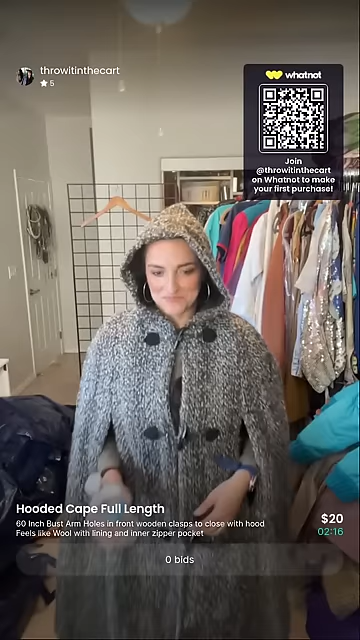 throwitinthecart
★ 5
whatnot
Join
@throwitinthecart
on Whatnot to make
your first purchase!
Hooded Cape Full Length
60 Inch Bust Arm Holes in front wooden clasps to close with hood
Feels like Wool with lining and inner zipper pocket
$20
02:16
0 bids